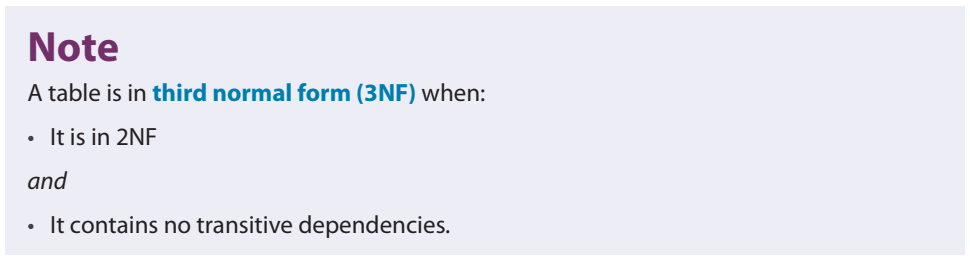 Note
A table is in third normal form (3NF) when:
• It is in 2NF
and
• It contains no transitive dependencies.